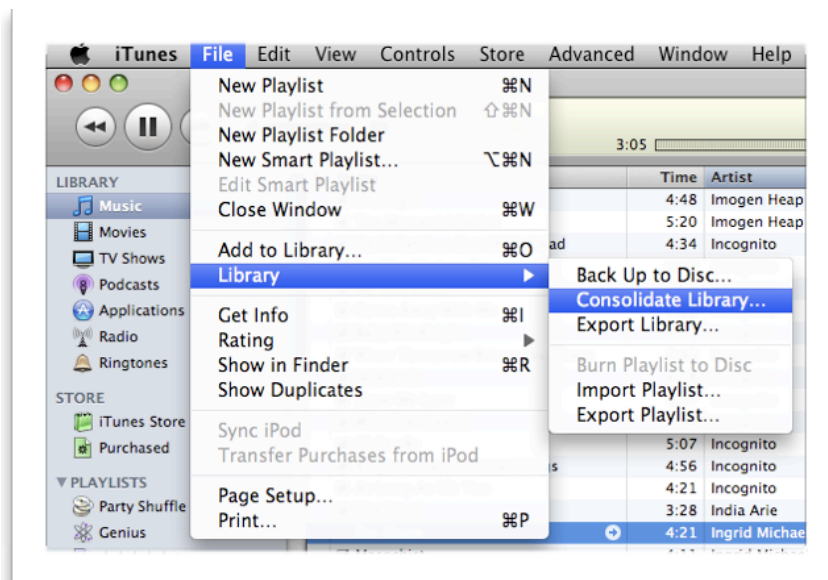 iTunes File Edit View Controls Store Advanced Window Help
New Playlist ⌘N
New Playlist from Selection ⇧⌘N
New Playlist Folder
New Smart Playlist... ⌥⌘N
Edit Smart Playlist
Close Window ⌘W
Add to Library... ⌘O
Library
Get Info ⌘I
Rating
Show in Finder ⌘R
Show Duplicates
Sync iPod
Transfer Purchases from iPod
Page Setup...
Print... ⌘P
Back Up to Disc...
Consolidate Library...
Export Library...
Burn Playlist to Disc
Import Playlist...
Export Playlist...
LIBRARY
Music
Movies
TV Shows
Podcasts
Applications
Radio
Ringtones
STORE
iTunes Store
Purchased
PLAYLISTS
Party Shuffle
Genius
3:05
Time Artist
4:48 Imogen Heap
5:20 Imogen Heap
ad 4:34 Incognito
5:07 Incognito
gs 4:56 Incognito
4:21 Incognito
3:28 India Arie
4:21 Ingrid Michae